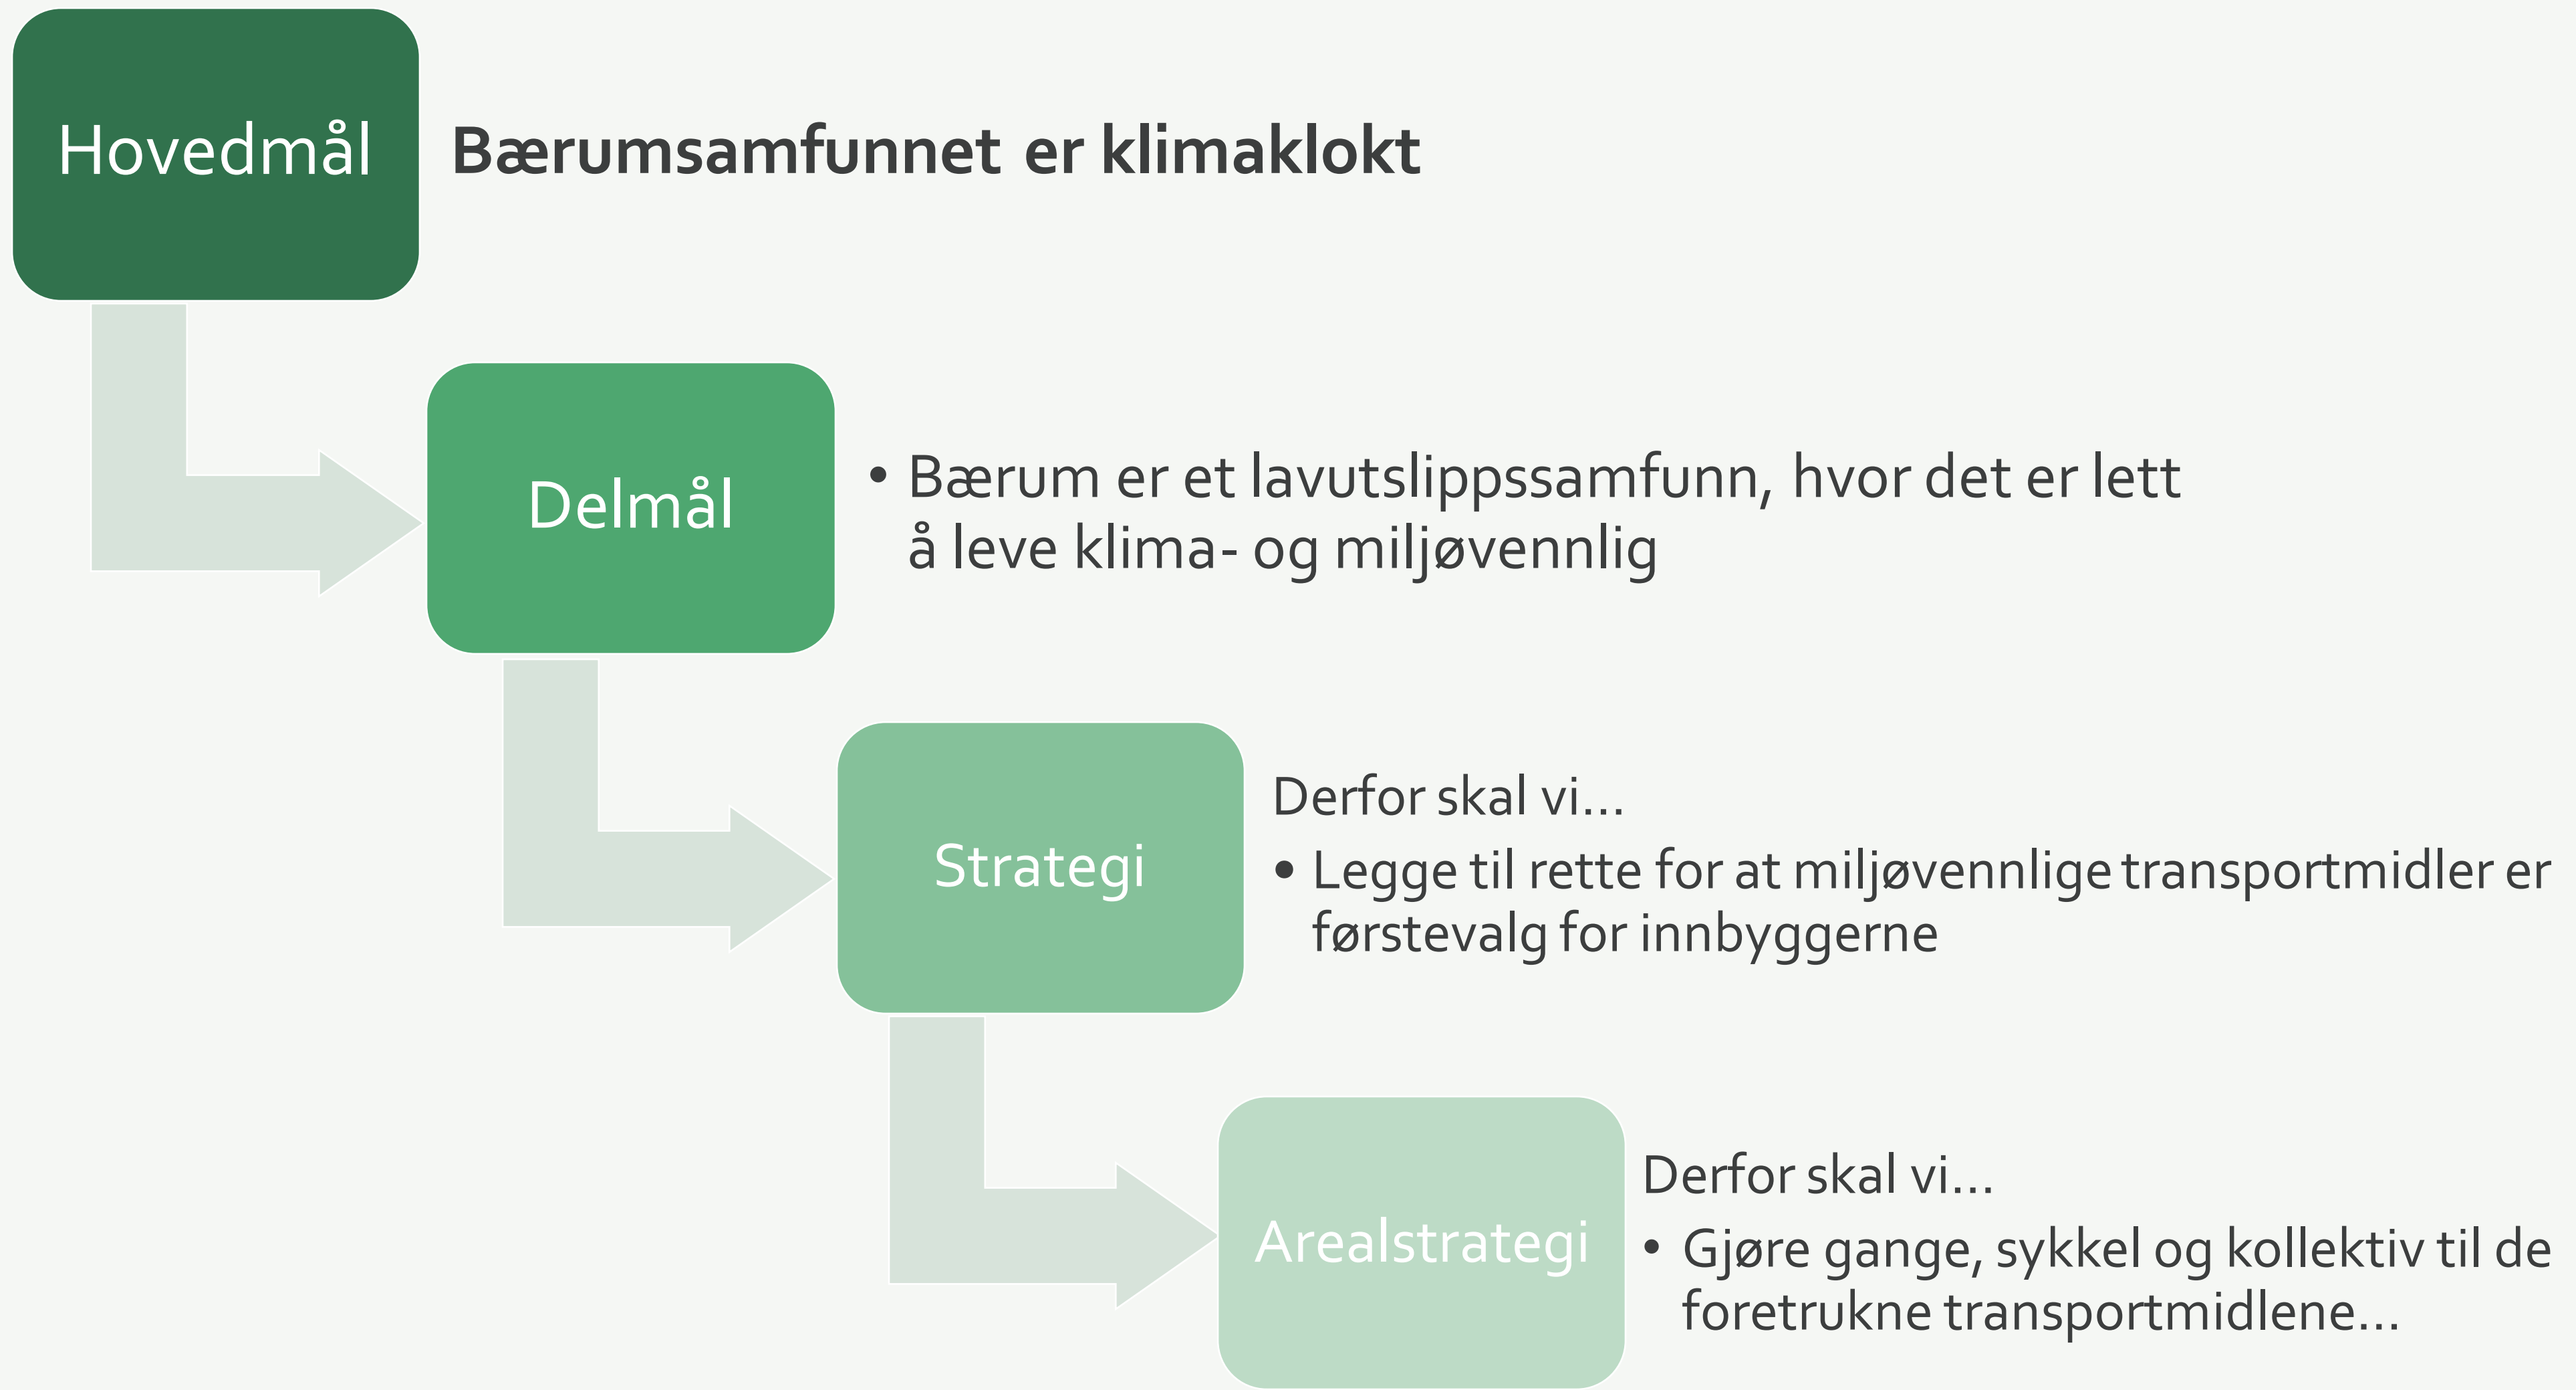 Hovedmål
Bærumsamfunnet er klimaklokt
Delmål
• Bærum er et lavutslippssamfunn, hvor det er lett
å leve klima- og miljøvennlig
Strategi
Derfor skal vi...
• Legge til rette for at miljøvennlige transportmidler er
førstevalg for innbyggerne
Arealstrategi
Derfor skal vi...
• Gjøre gange, sykkel og kollektiv til de
foretrukne transportmidlene...